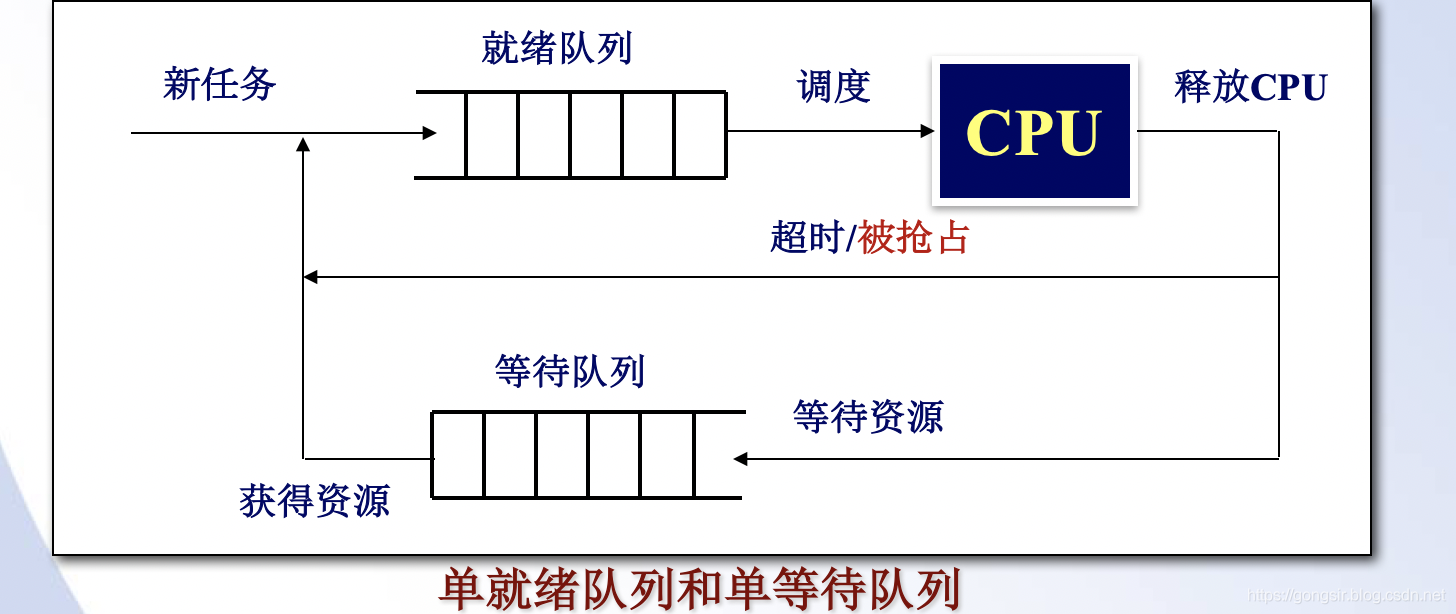 就绪队列
新任务
调度
释放CPU
CPU
超时/被抢占
等待队列
等待资源
获得资源
单就绪队列和单等待队列
https://gongsir.blog.csdn.net